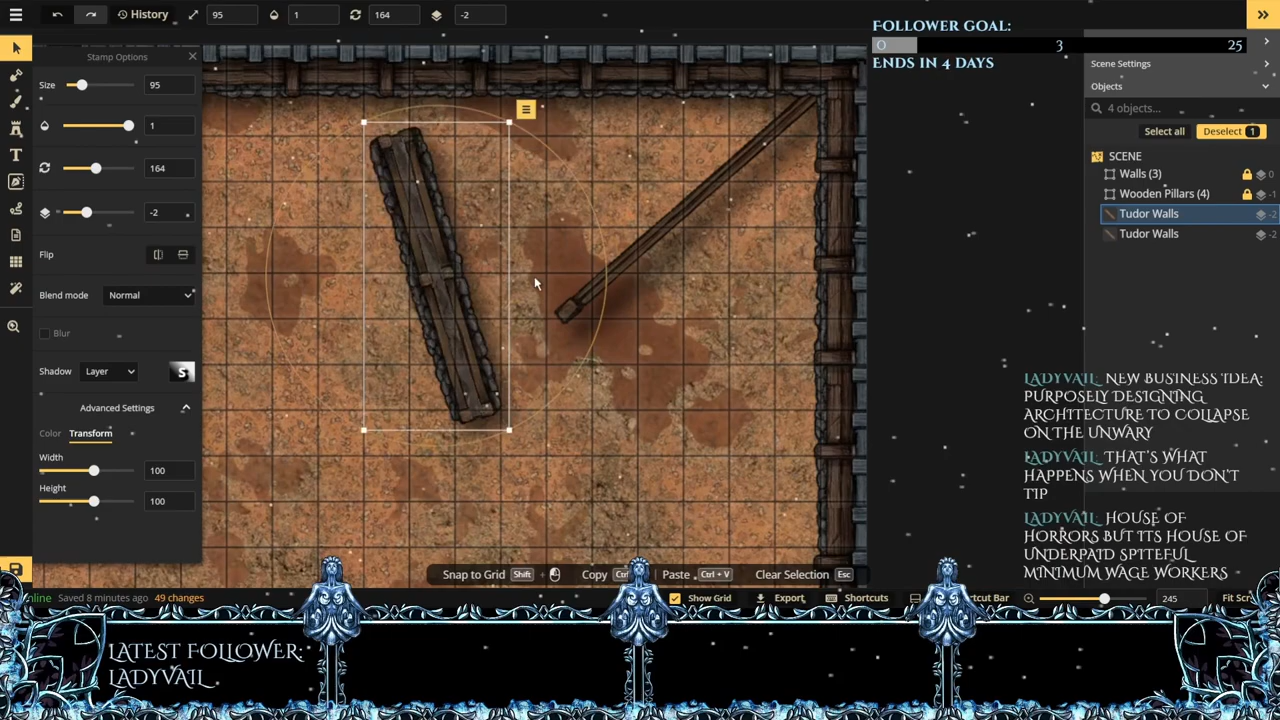 History
95
1
164
-2
FOLLOWER GOAL:
0
3
25
ENDS IN 4 DAYS
Stamp Options
Size
95
1
164
-2
Flip
Blend mode
Normal
Blur
Shadow
Layer
S
Advanced Settings
Color
Transform
Width
100
Height
100
Scene Settings
Objects
4 objects...
Select all
Deselect 1
SCENE
Walls (3)
0
Wooden Pillars (4)
-1
Tudor Walls
-2
Tudor Walls
-2
LADYVAIL: NEW BUSINESS IDEA:
PURPOSELY DESIGNING
ARCHITECTURE TO COLLAPSE
ON THE UNWARY
LADYVAIL: THAT'S WHAT
HAPPENS WHEN YOU DON'T
TIP
LADYVAIL: HOUSE OF
HORRORS BUT ITS HOUSE OF
UNDERPAID SPITEFUL
MINIMUM WAGE WORKERS
Snap to Grid Shift +
Copy
Paste Ctrl + V
Clear Selection Esc
Saved 8 minutes ago
49 changes
Show Grid
Export
Shortcuts
Bar
245
LATEST FOLLOWER:
LADYVAIL